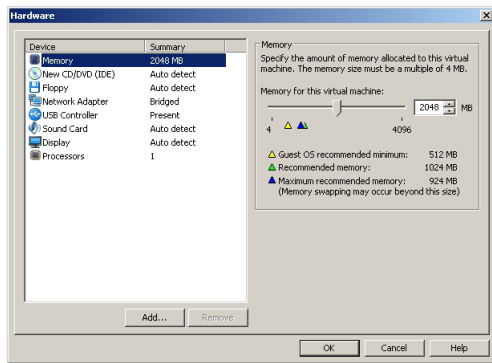 Hardware
Device Summary
Memory 2048 MB
New CD/DVD (IDE) Auto detect
Floppy Auto detect
Network Adapter Bridged
USB Controller Present
Sound Card Auto detect
Display Auto detect
Processors 1
Add... Remove
Memory
Specify the amount of memory allocated to this virtual
machine. The memory size must be a multiple of 4 MB.
Memory for this virtual machine:
2048 MB
4 4096
Guest OS recommended minimum: 512 MB
Recommended memory: 1024 MB
Maximum recommended memory: 924 MB
(Memory swapping may occur beyond this size)
OK Cancel Help